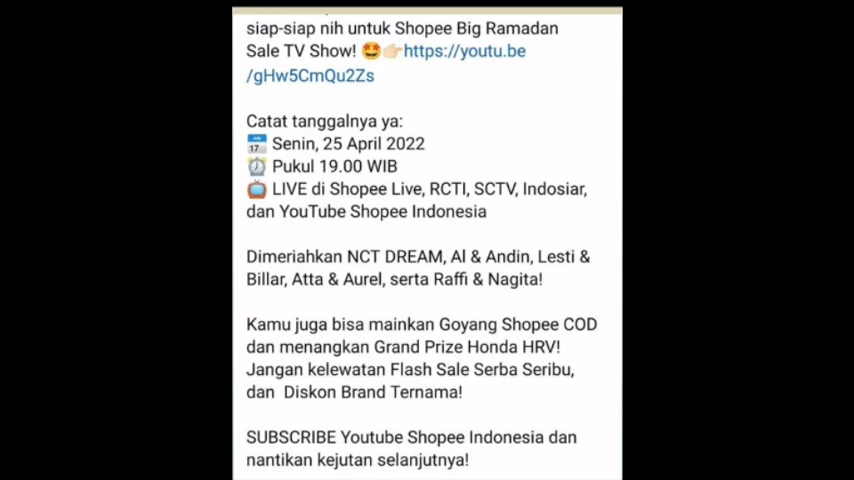 siap-siap nih untuk Shopee Big Ramadan
Sale TV Show! 🤩👉🏻https://youtu.be
/gHw5CmQu2Zs
Catat tanggalnya ya:
📅 Senin, 25 April 2022
⏰ Pukul 19.00 WIB
📺 LIVE di Shopee Live, RCTI, SCTV, Indosiar,
dan YouTube Shopee Indonesia
Dimeriahkan NCT DREAM, Al & Andin, Lesti &
Billar, Atta & Aurel, serta Raffi & Nagita!
Kamu juga bisa mainkan Goyang Shopee COD
dan menangkan Grand Prize Honda HRV!
Jangan kelewatan Flash Sale Serba Seribu,
dan  Diskon Brand Ternama!
SUBSCRIBE Youtube Shopee Indonesia dan
nantikan kejutan selanjutnya!